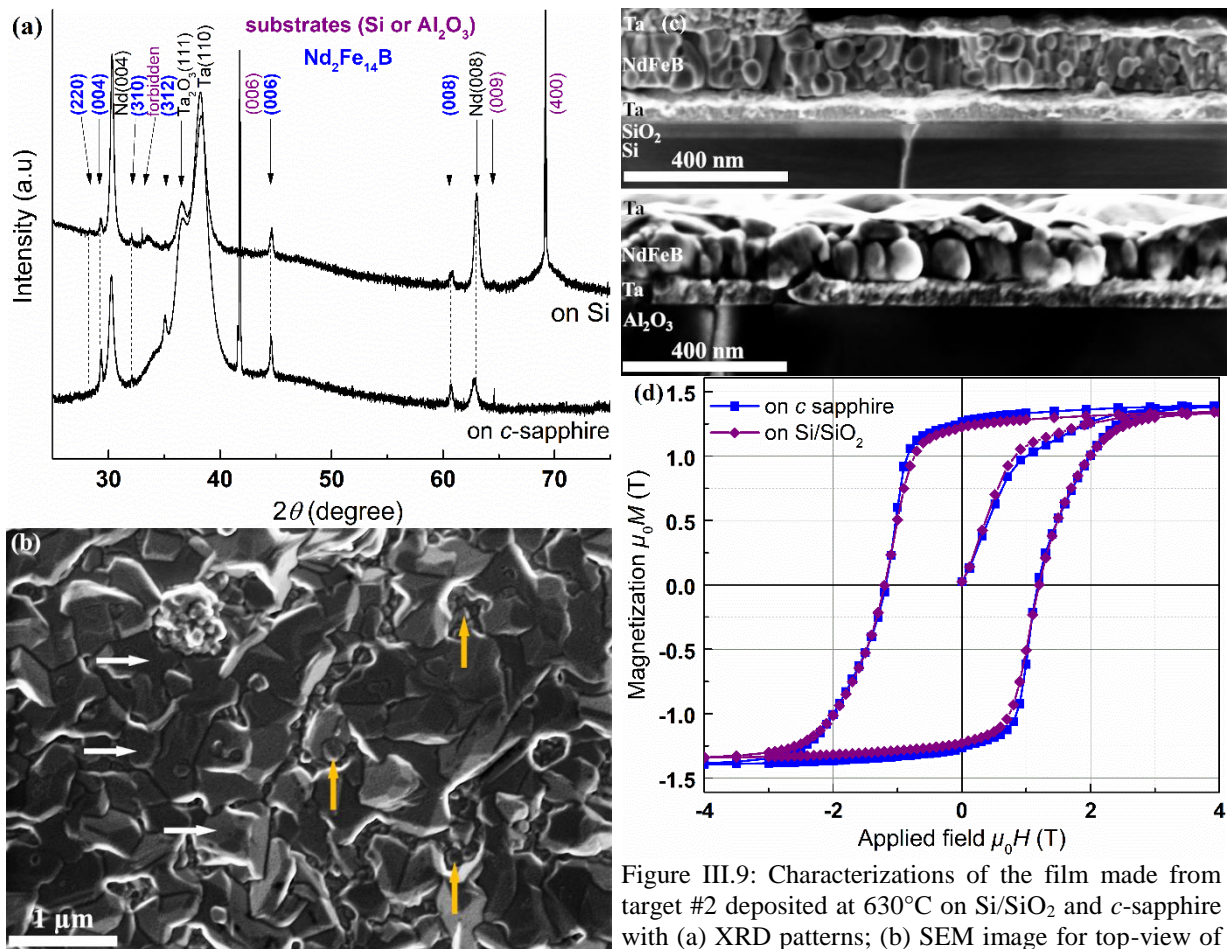 (a)
substrates (Si or Al₂O₃)
Nd₂Fe₁₄B
(220)
(004)
Nd(004)
(310)
forbidden
(312)
Ta₂O₃(111)
Ta(110)
(006)
(006)
(008)
Nd(008)
(009)
(400)
on Si
on c-sapphire
Intensity (a.u)
30 40 50 60 70
2θ (degree)
(b)
1 µm
(c)
Ta
NdFeB
Ta
SiO₂
Si
400 nm
Ta
NdFeB
Ta
Al₂O₃
400 nm
(d)
on c sapphire
on Si/SiO₂
Magnetization µ₀M (T)
1.5
1.0
0.5
0.0
-0.5
-1.0
-1.5
-4 -2 0 2 4
Applied field µ₀H (T)
Figure III.9: Characterizations of the film made from
target #2 deposited at 630°C on Si/SiO₂ and c-sapphire
with (a) XRD patterns; (b) SEM image for top-view of